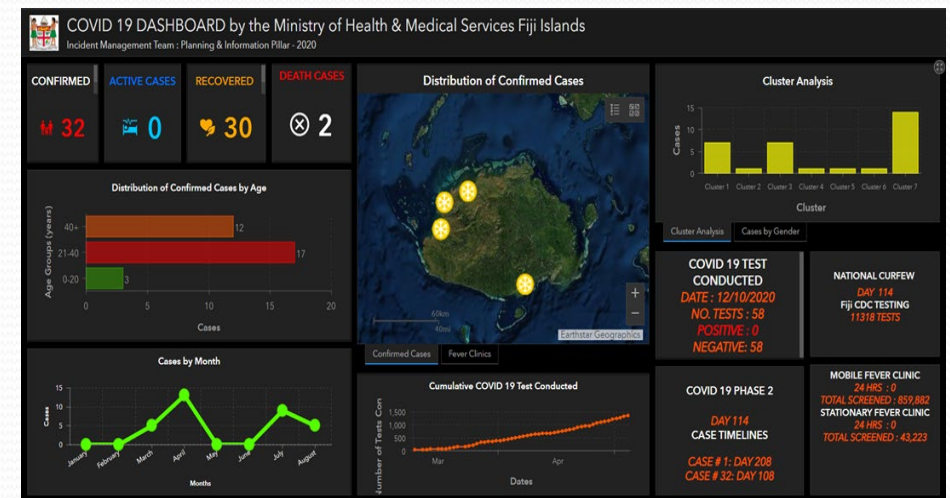 COVID 19 DASHBOARD by the Ministry of Health & Medical Services Fiji Islands
Incident Management Team : Planning & Information Pillar - 2020
CONFIRMED
32
ACTIVE CASES
0
RECOVERED
30
DEATH CASES
2
Distribution of Confirmed Cases by Age
Age Groups (years)
40+
12
21-40
17
0-20
3
0 5 10 15 20
Cases
Cases by Month
Cases
15
10
5
0
January February March April May June July August
Months
Distribution of Confirmed Cases
+
−
60km
40mi
Earthstar Geographics
Confirmed Cases
Fever Clinics
Cumulative COVID 19 Test Conducted
Number of Tests Con
1,500
1,000
500
0
Mar Apr
Dates
Cluster Analysis
Cases
15
10
5
0
Cluster 1 Cluster 2 Cluster 3 Cluster 4 Cluster 5 Cluster 6 Cluster 7
Cluster
Cluster Analysis
Cases by Gender
COVID 19 TEST
CONDUCTED
DATE : 12/10/2020
NO. TESTS : 58
POSITIVE : 0
NEGATIVE: 58
NATIONAL CURFEW
DAY 114
Fiji CDC TESTING
11318 TESTS
COVID 19 PHASE 2
DAY 114
CASE TIMELINES
CASE # 1: DAY 208
CASE # 32: DAY 108
MOBILE FEVER CLINIC
24 HRS : 0
TOTAL SCREENED : 859,882
STATIONARY FEVER CLINIC
24 HRS : 0
TOTAL SCREENED : 43,223